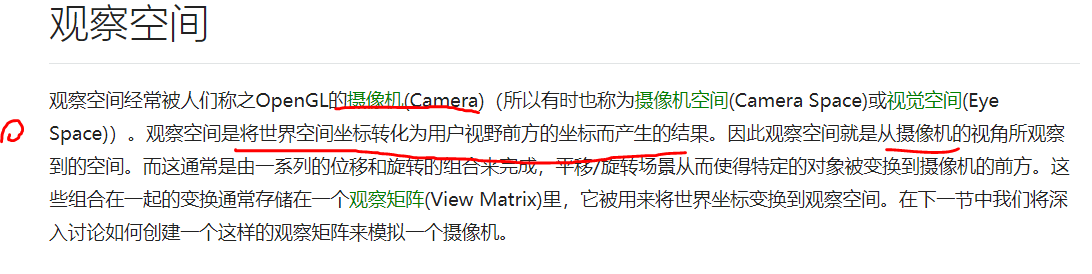 观察空间
观察空间经常被人们称之OpenGL的摄像机(Camera)（所以有时也称为摄像机空间(Camera Space)或视觉空间(Eye
Space)）。观察空间是将世界空间坐标转化为用户视野前方的坐标而产生的结果。因此观察空间就是从摄像机的视角所观察
到的空间。而这通常是由一系列的位移和旋转的组合来完成，平移/旋转场景从而使得特定的对象被变换到摄像机的前方。这
些组合在一起的变换通常存储在一个观察矩阵(View Matrix)里，它被用来将世界坐标变换到观察空间。在下一节中我们将深
入讨论如何创建一个这样的观察矩阵来模拟一个摄像机。